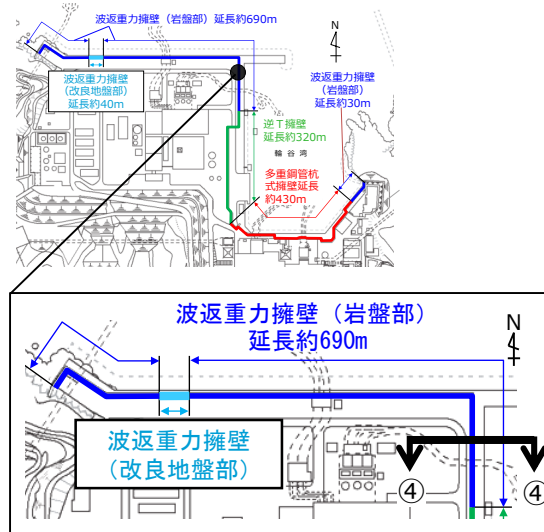 波返重力擁壁（岩盤部）延長約690m
N
波返重力擁壁
（改良地盤部）
延長約40m
波返重力擁壁
（岩盤部）
延長約30m
逆T擁壁
延長約320m
輪谷湾
多重鋼管杭
式擁壁延長
約430m
波返重力擁壁（岩盤部）
延長約690m
N
波返重力擁壁
（改良地盤部）
④
④